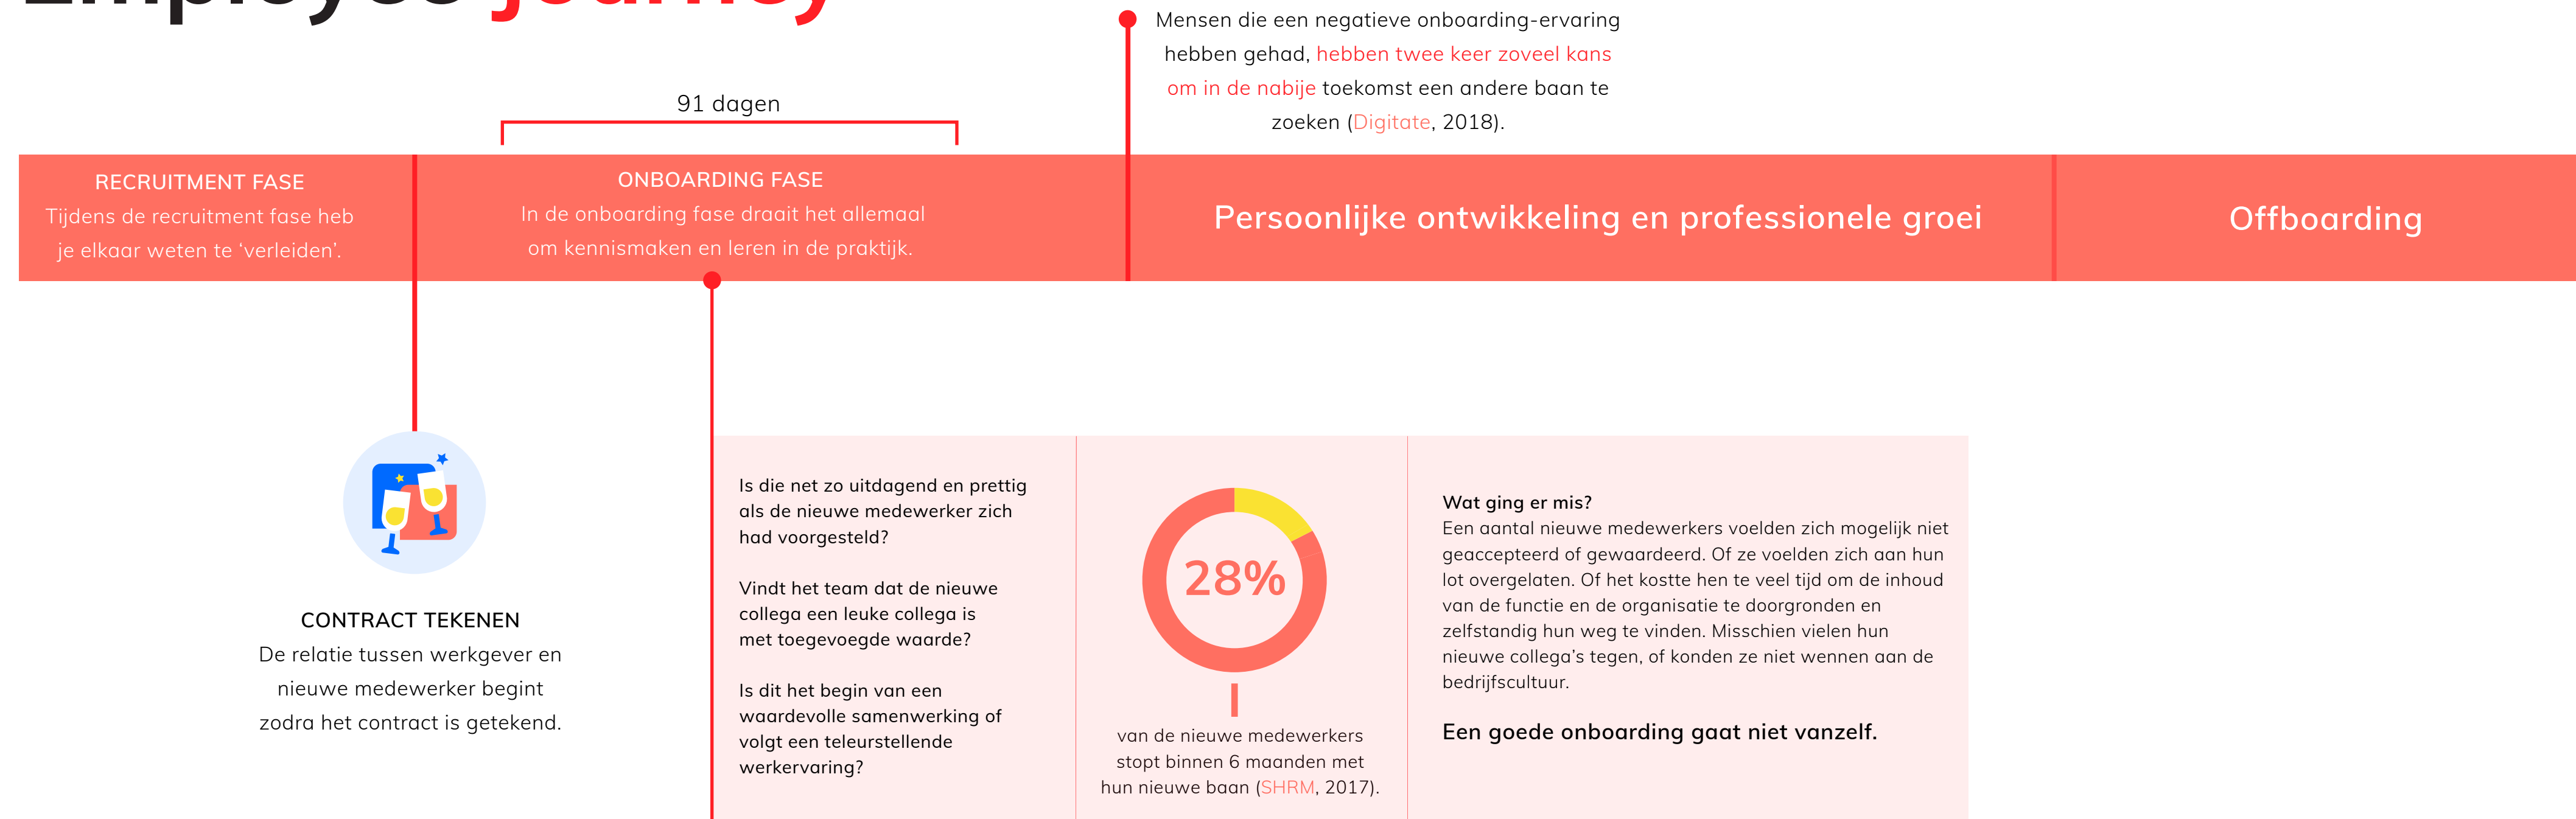 Employee Journey
Mensen die een negatieve onboarding-ervaring
hebben gehad, hebben twee keer zoveel kans
om in de nabije toekomst een andere baan te
zoeken (Digitate, 2018).
91 dagen
RECRUITMENT FASE
Tijdens de recruitment fase heb
je elkaar weten te ‘verleiden’.
ONBOARDING FASE
In de onboarding fase draait het allemaal
om kennismaken en leren in de praktijk.
Persoonlijke ontwikkeling en professionele groei
Offboarding
CONTRACT TEKENEN
De relatie tussen werkgever en
nieuwe medewerker begint
zodra het contract is getekend.
Is die net zo uitdagend en prettig
als de nieuwe medewerker zich
had voorgesteld?
Vindt het team dat de nieuwe
collega een leuke collega is
met toegevoegde waarde?
Is dit het begin van een
waardevolle samenwerking of
volgt een teleurstellende
werkervaring?
28%
van de nieuwe medewerkers
stopt binnen 6 maanden met
hun nieuwe baan (SHRM, 2017).
Wat ging er mis?
Een aantal nieuwe medewerkers voelden zich mogelijk niet
geaccepteerd of gewaardeerd. Of ze voelden zich aan hun
lot overgelaten. Of het kostte hen te veel tijd om de inhoud
van de functie en de organisatie te doorgronden en
zelfstandig hun weg te vinden. Misschien vielen hun
nieuwe collega’s tegen, of konden ze niet wennen aan de
bedrijfscultuur.
Een goede onboarding gaat niet vanzelf.